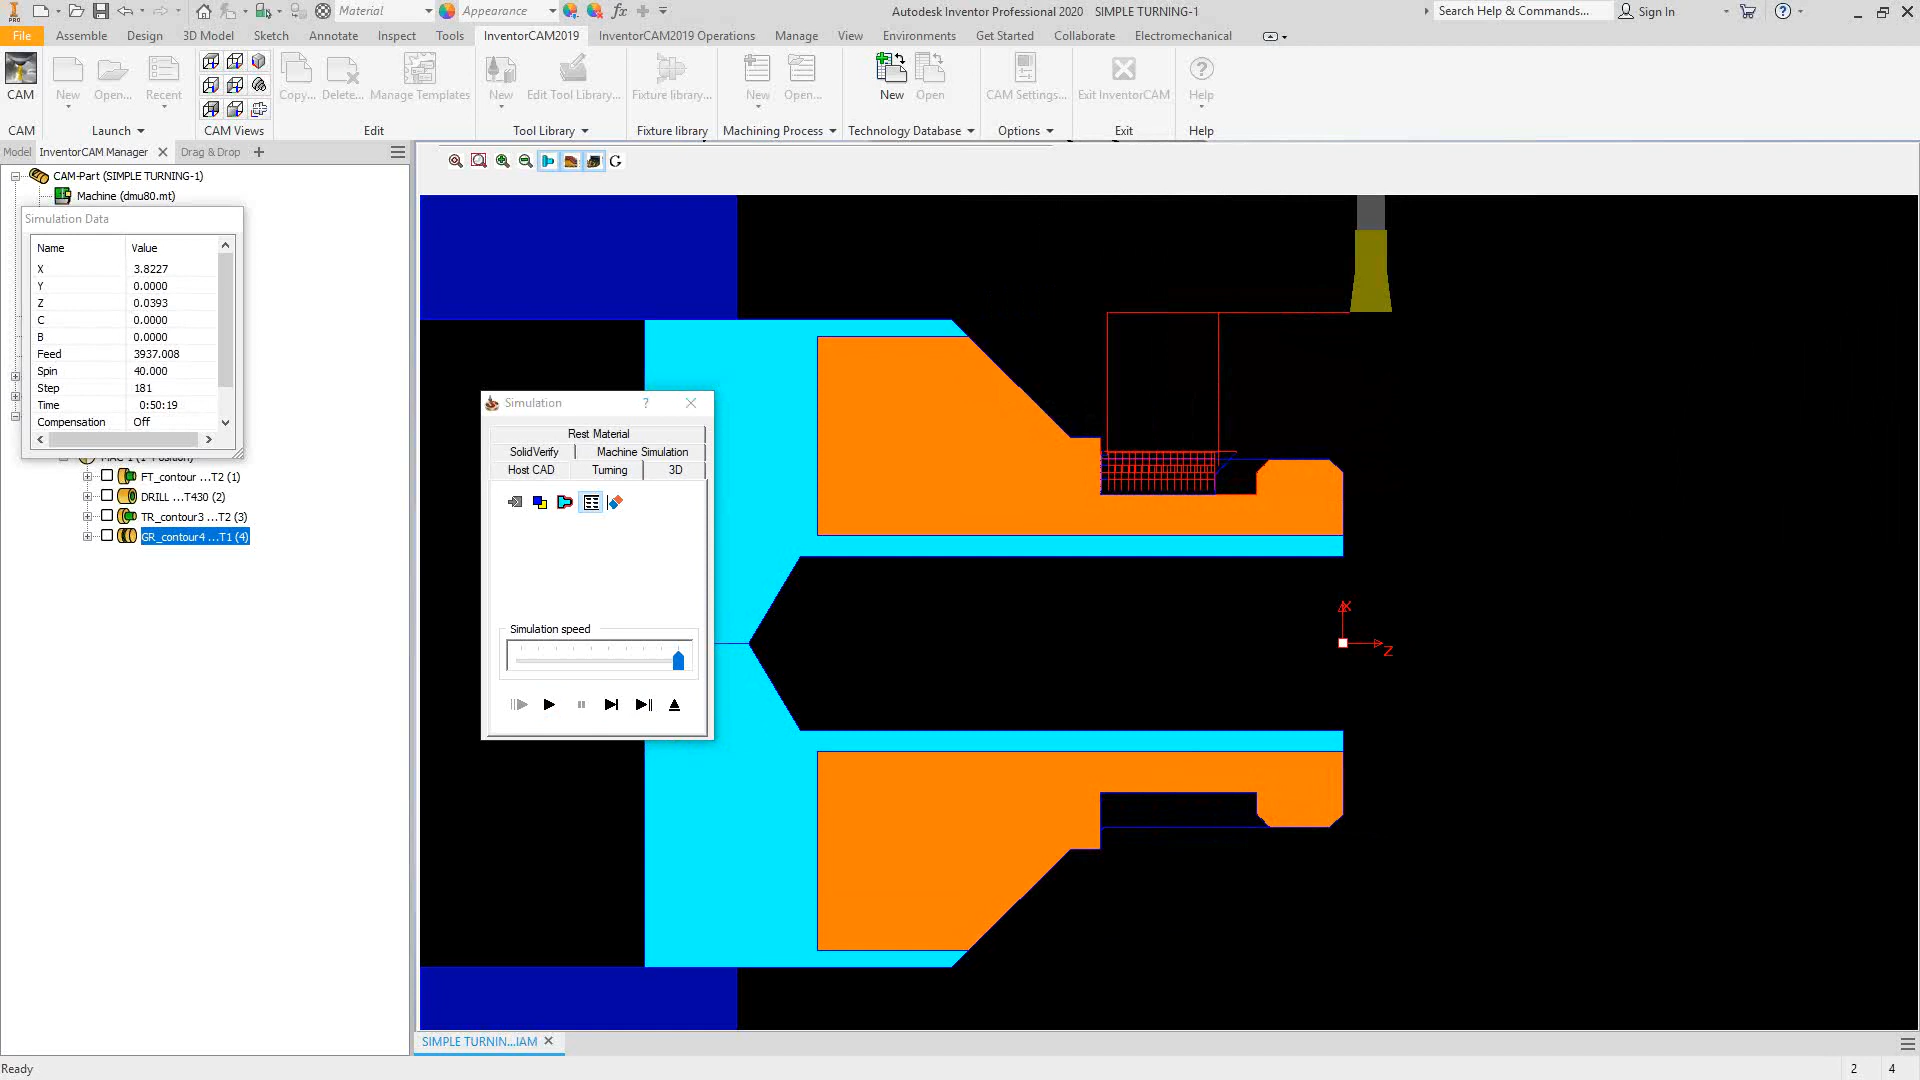 Material
Appearance
Autodesk Inventor Professional 2020 SIMPLE TURNING-1
Search Help & Commands...
Sign In
File Assemble Design 3D Model Sketch Annotate Inspect Tools InventorCAM2019 InventorCAM2019 Operations Manage View Environments Get Started Collaborate Electromechanical
CAM New Open... Recent Copy... Delete... Manage Templates New Edit Tool Library... Fixture library... New Open... New Open CAM Settings... Exit InventorCAM Help
CAM Launch CAM Views Edit Tool Library Fixture library Machining Process Technology Database Options Exit Help
Model InventorCAM Manager Drag & Drop
CAM-Part (SIMPLE TURNING-1)
Machine (dmu80.mt)
Simulation Data
Name Value
X 3.8227
Y 0.0000
Z 0.0393
C 0.0000
B 0.0000
Feed 3937.008
Spin 40.000
Step 181
Time 0:50:19
Compensation Off
MAC 1 (1- Position)
FT_contour ...T2 (1)
DRILL ...T430 (2)
TR_contour3 ...T2 (3)
GR_contour4 ...T1 (4)
Simulation
Rest Material
SolidVerify Machine Simulation
Host CAD Turning 3D
Simulation speed
X
Z
SIMPLE TURNIN...IAM
Ready
2 4